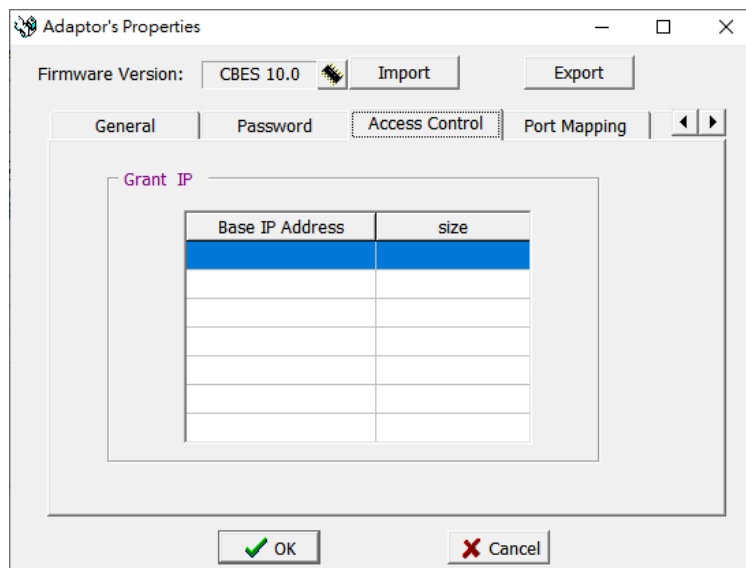 Adaptor's Properties
Firmware Version: CBES 10.0 Import Export
General Password Access Control Port Mapping
Grant IP
Base IP Address size
OK Cancel